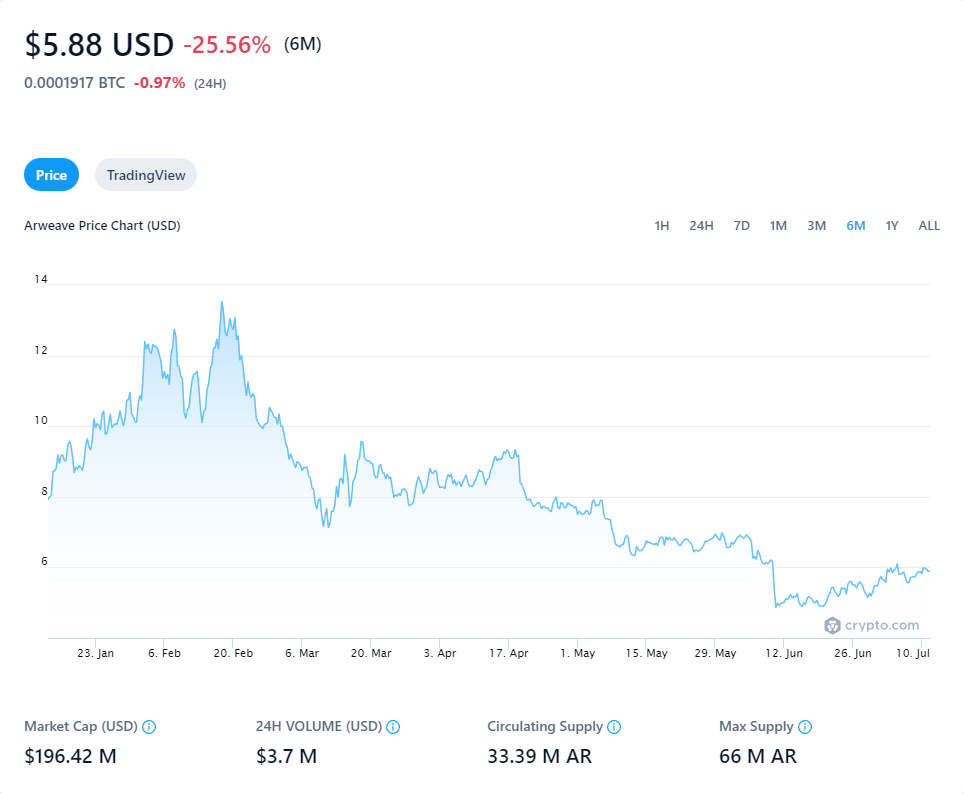 $5.88 USD -25.56% (6M)
0.0001917 BTC -0.97% (24H)
Price TradingView
Arweave Price Chart (USD) 1H 24H 7D 1M 3M 6M 1Y ALL
14
12
10
8
6
crypto.com
23. Jan 6. Feb 20. Feb 6. Mar 20. Mar 3. Apr 17. Apr 1. May 15. May 29. May 12. Jun 26. Jun 10. Jul
Market Cap (USD) 24H VOLUME (USD) Circulating Supply Max Supply
$196.42 M $3.7 M 33.39 M AR 66 M AR